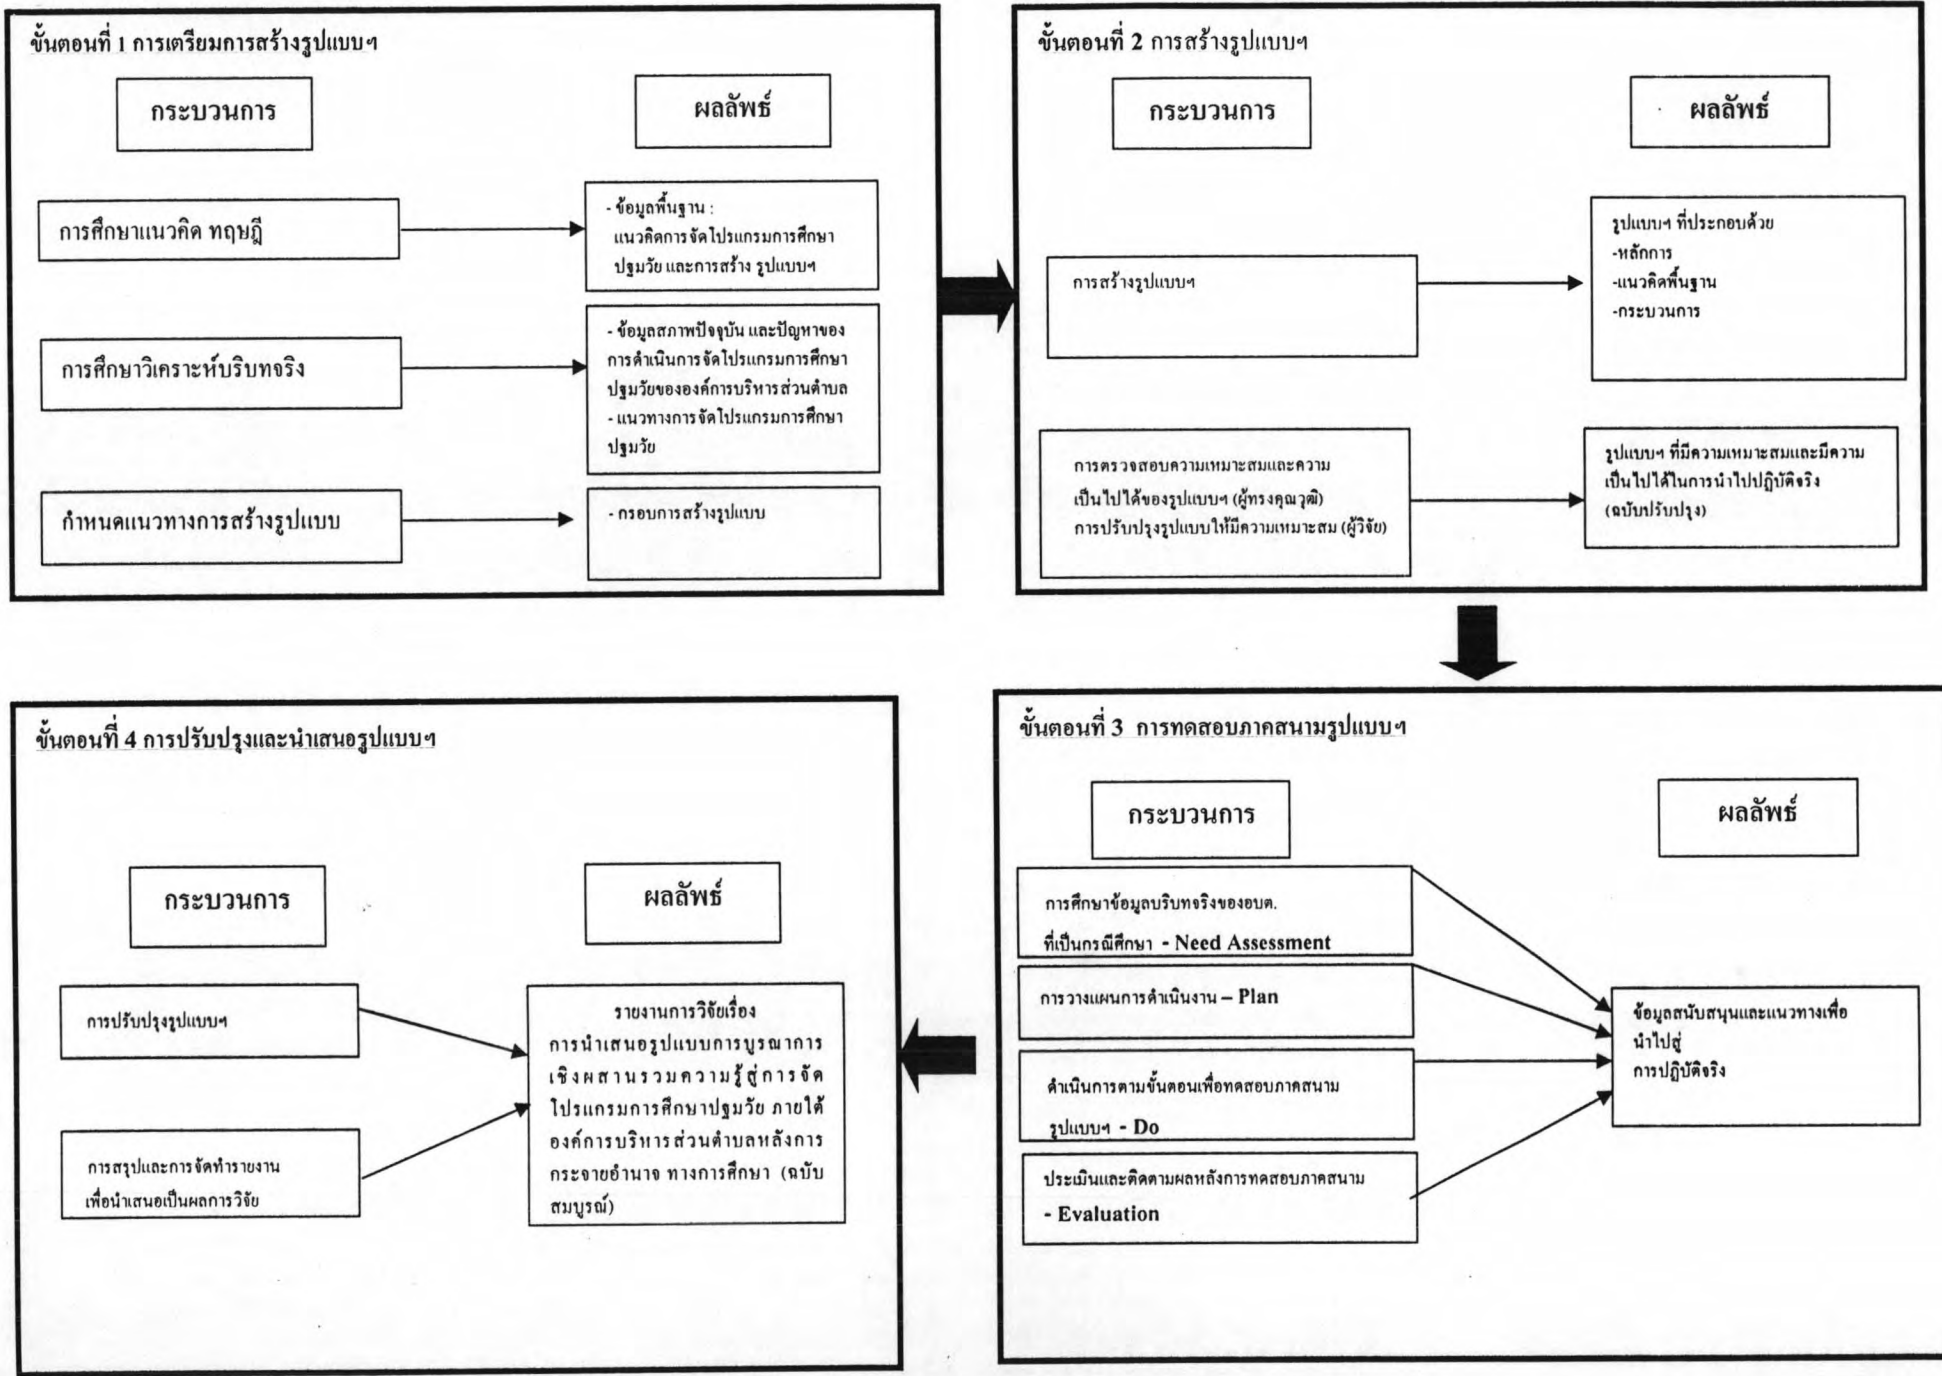 ขั้นตอนที่ 1 การเตรียมการสร้างรูปแบบฯ
กระบวนการ
ผลลัพธ์
การศึกษาแนวคิด ทฤษฎี
- ข้อมูลพื้นฐาน :
แนวคิดการจัดโปรแกรมการศึกษา
ปฐมวัย และการสร้าง รูปแบบฯ
การศึกษาวิเคราะห์บริบทจริง
- ข้อมูลสภาพปัจจุบัน และปัญหาของ
การดำเนินการจัดโปรแกรมการศึกษา
ปฐมวัยขององค์การบริหารส่วนตำบล
- แนวทางการจัดโปรแกรมการศึกษา
ปฐมวัย
กำหนดแนวทางการสร้างรูปแบบ
- กรอบการสร้างรูปแบบ
ขั้นตอนที่ 2 การสร้างรูปแบบฯ
กระบวนการ
ผลลัพธ์
การสร้างรูปแบบฯ
รูปแบบฯ ที่ประกอบด้วย
-หลักการ
-แนวคิดพื้นฐาน
-กระบวนการ
การตรวจสอบความเหมาะสมและความ
เป็นไปได้ของรูปแบบฯ (ผู้ทรงคุณวุฒิ)
การปรับปรุงรูปแบบให้มีความเหมาะสม (ผู้วิจัย)
รูปแบบฯ ที่มีความเหมาะสมและมีความ
เป็นไปได้ในการนำไปปฏิบัติจริง
(ฉบับปรับปรุง)
ขั้นตอนที่ 3 การทดสอบภาคสนามรูปแบบฯ
กระบวนการ
ผลลัพธ์
การศึกษาข้อมูลบริบทจริงของอบต.
ที่เป็นกรณีศึกษา - Need Assessment
การวางแผนการดำเนินงาน – Plan
ดำเนินการตามขั้นตอนเพื่อทดสอบภาคสนาม
รูปแบบฯ - Do
ประเมินและติดตามผลหลังการทดสอบภาคสนาม
- Evaluation
ข้อมูลสนับสนุนและแนวทางเพื่อ
นำไปสู่
การปฏิบัติจริง
ขั้นตอนที่ 4 การปรับปรุงและนำเสนอรูปแบบฯ
กระบวนการ
ผลลัพธ์
การปรับปรุงรูปแบบฯ
การสรุปและการจัดทำรายงาน
เพื่อนำเสนอเป็นผลการวิจัย
รายงานการวิจัยเรื่อง
การนำเสนอรูปแบบการบูรณาการ
เชิงผสานรวมความรู้สู่การจัด
โปรแกรมการศึกษาปฐมวัย ภายใต้
องค์การบริหารส่วนตำบลหลังการ
กระจายอำนาจ ทางการศึกษา (ฉบับ
สมบูรณ์)